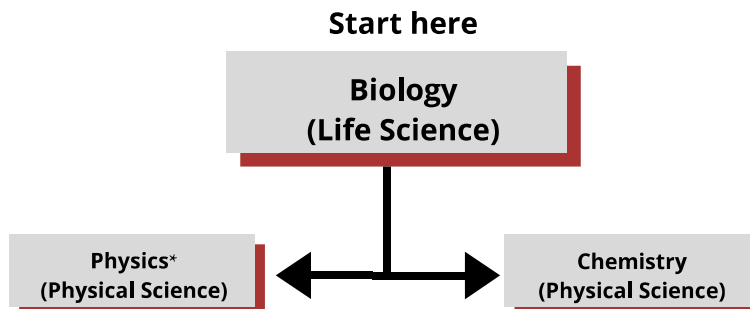 Start here
Biology
(Life Science)
Physics*
(Physical Science)
Chemistry
(Physical Science)